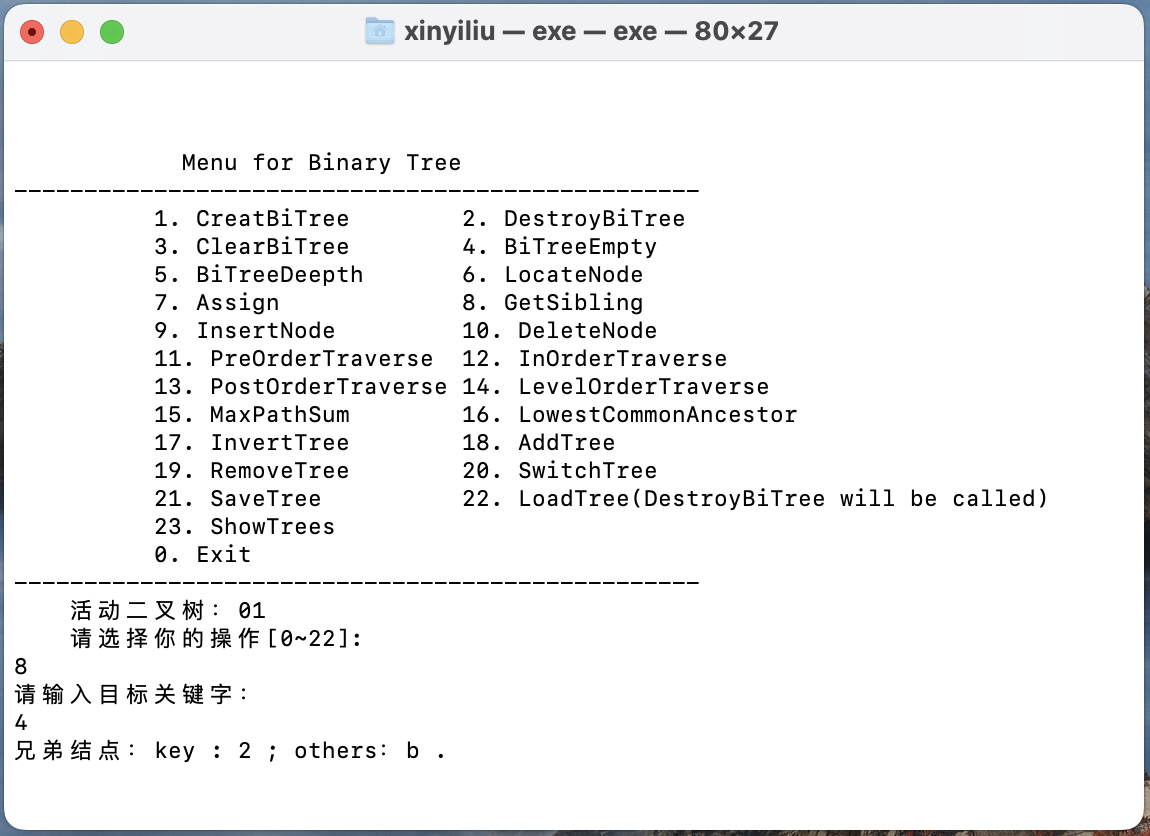 xinyiliu — exe — exe — 80×27
Menu for Binary Tree
-------------------------------------------------
1. CreatBiTree 2. DestroyBiTree
3. ClearBiTree 4. BiTreeEmpty
5. BiTreeDeepth 6. LocateNode
7. Assign 8. GetSibling
9. InsertNode 10. DeleteNode
11. PreOrderTraverse 12. InOrderTraverse
13. PostOrderTraverse 14. LevelOrderTraverse
15. MaxPathSum 16. LowestCommonAncestor
17. InvertTree 18. AddTree
19. RemoveTree 20. SwitchTree
21. SaveTree 22. LoadTree(DestroyBiTree will be called)
23. ShowTrees
0. Exit
-------------------------------------------------
活动二叉树：01
请选择你的操作[0~22]:
8
请输入目标关键字：
4
兄弟结点：key : 2 ; others：b .